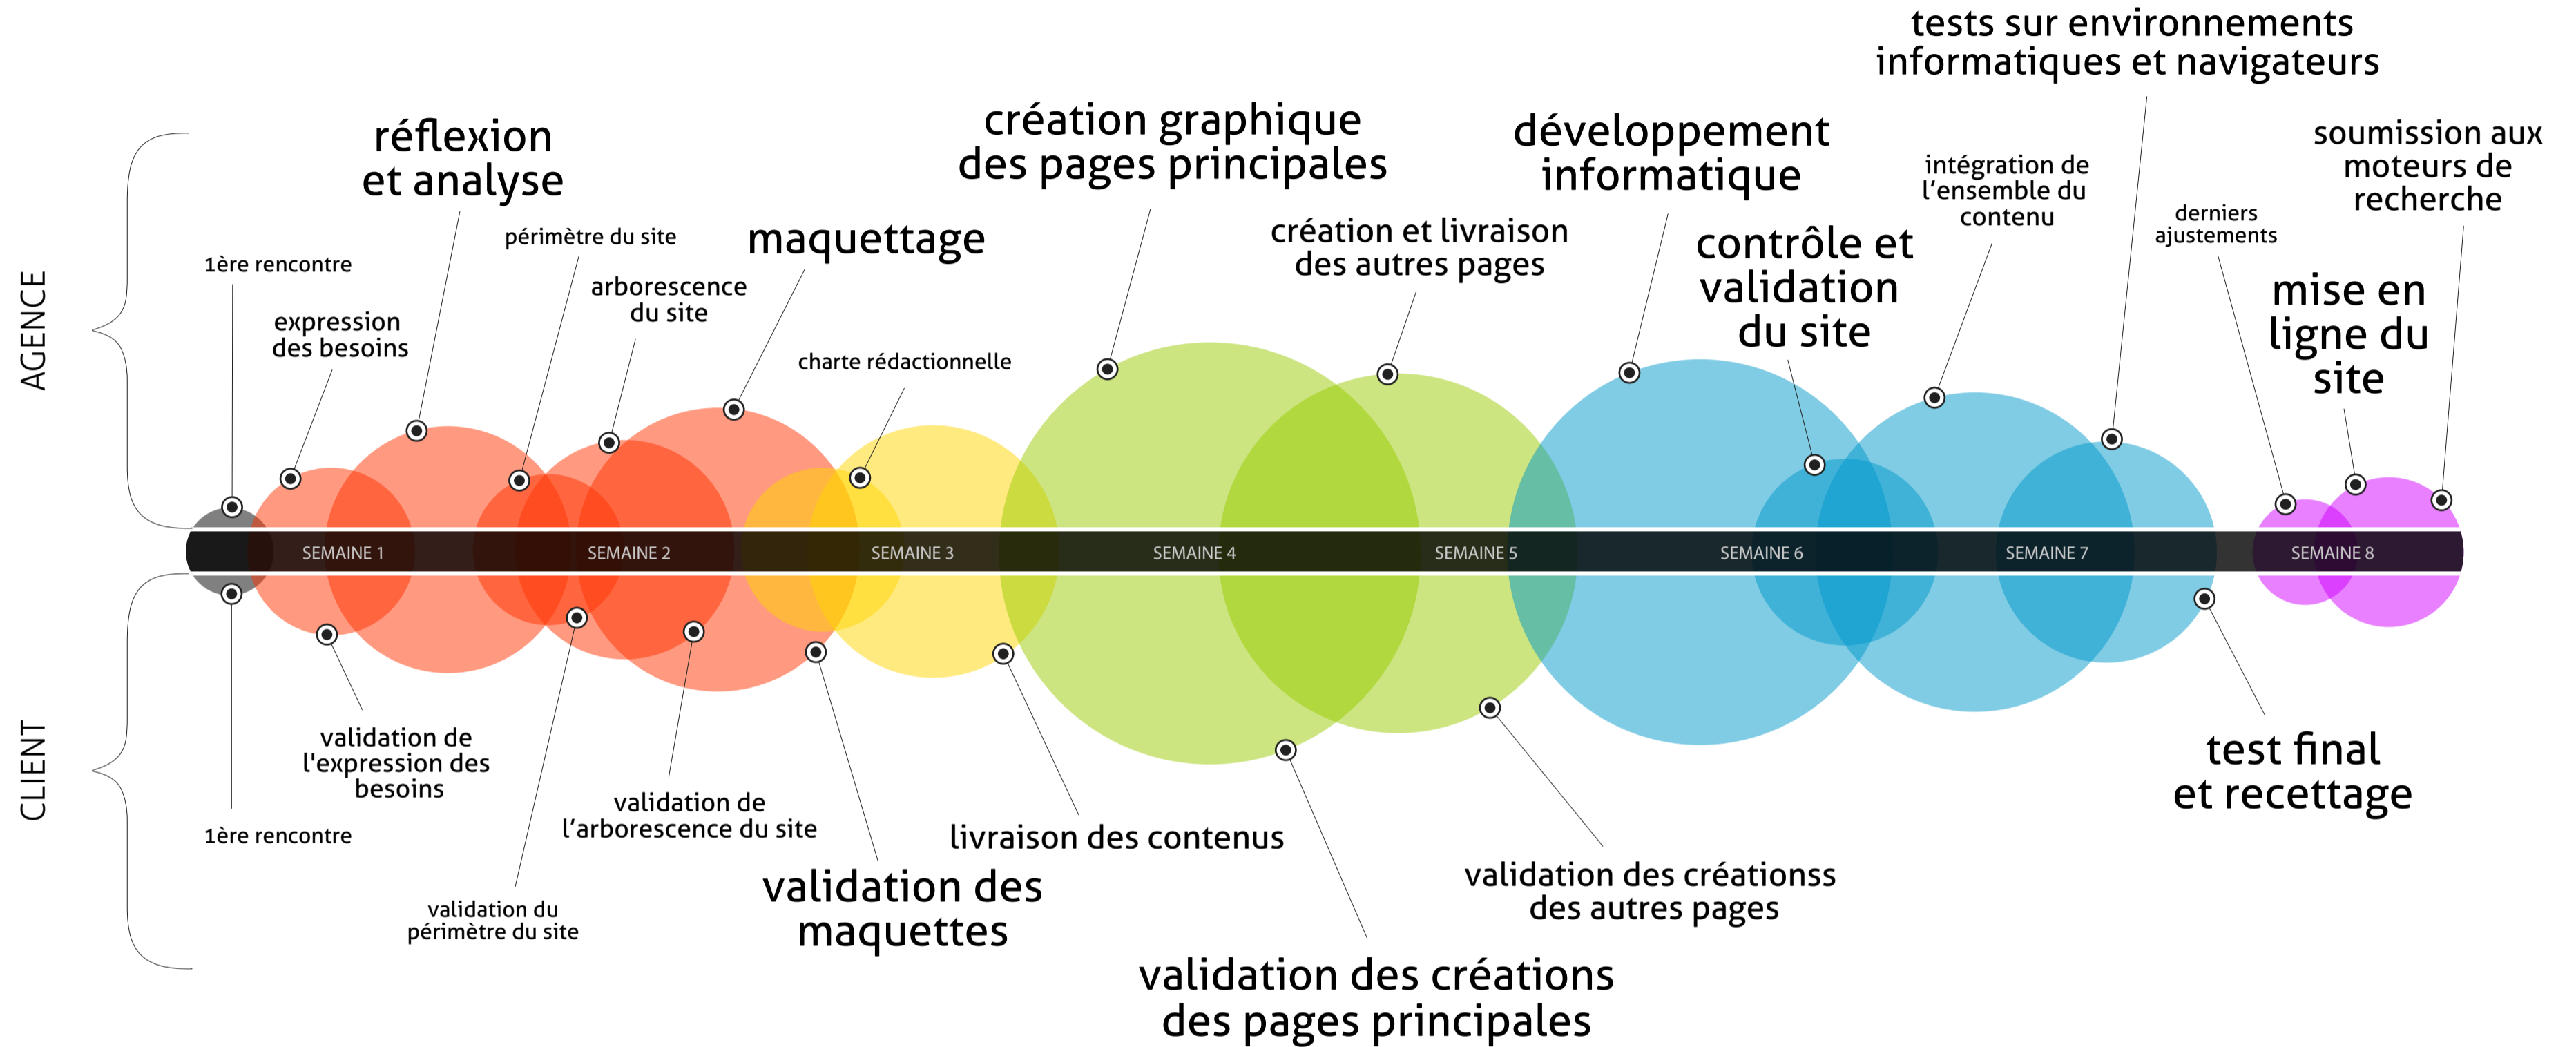 AGENCE
1ère rencontre
expression
des besoins
réflexion
et analyse
périmètre du site
arborescence
du site
maquettage
charte rédactionnelle
création graphique
des pages principales
création et livraison
des autres pages
développement
informatique
contrôle et
validation
du site
intégration de
l’ensemble du
contenu
tests sur environnements
informatiques et navigateurs
derniers
ajustements
mise en
ligne du
site
soumission aux
moteurs de
recherche
SEMAINE 1
SEMAINE 2
SEMAINE 3
SEMAINE 4
SEMAINE 5
SEMAINE 6
SEMAINE 7
SEMAINE 8
CLIENT
1ère rencontre
validation de
l'expression des
besoins
validation du
périmètre du site
validation de
l’arborescence du site
validation des
maquettes
livraison des contenus
validation des créations
des pages principales
validation des créationss
des autres pages
test final
et recettage